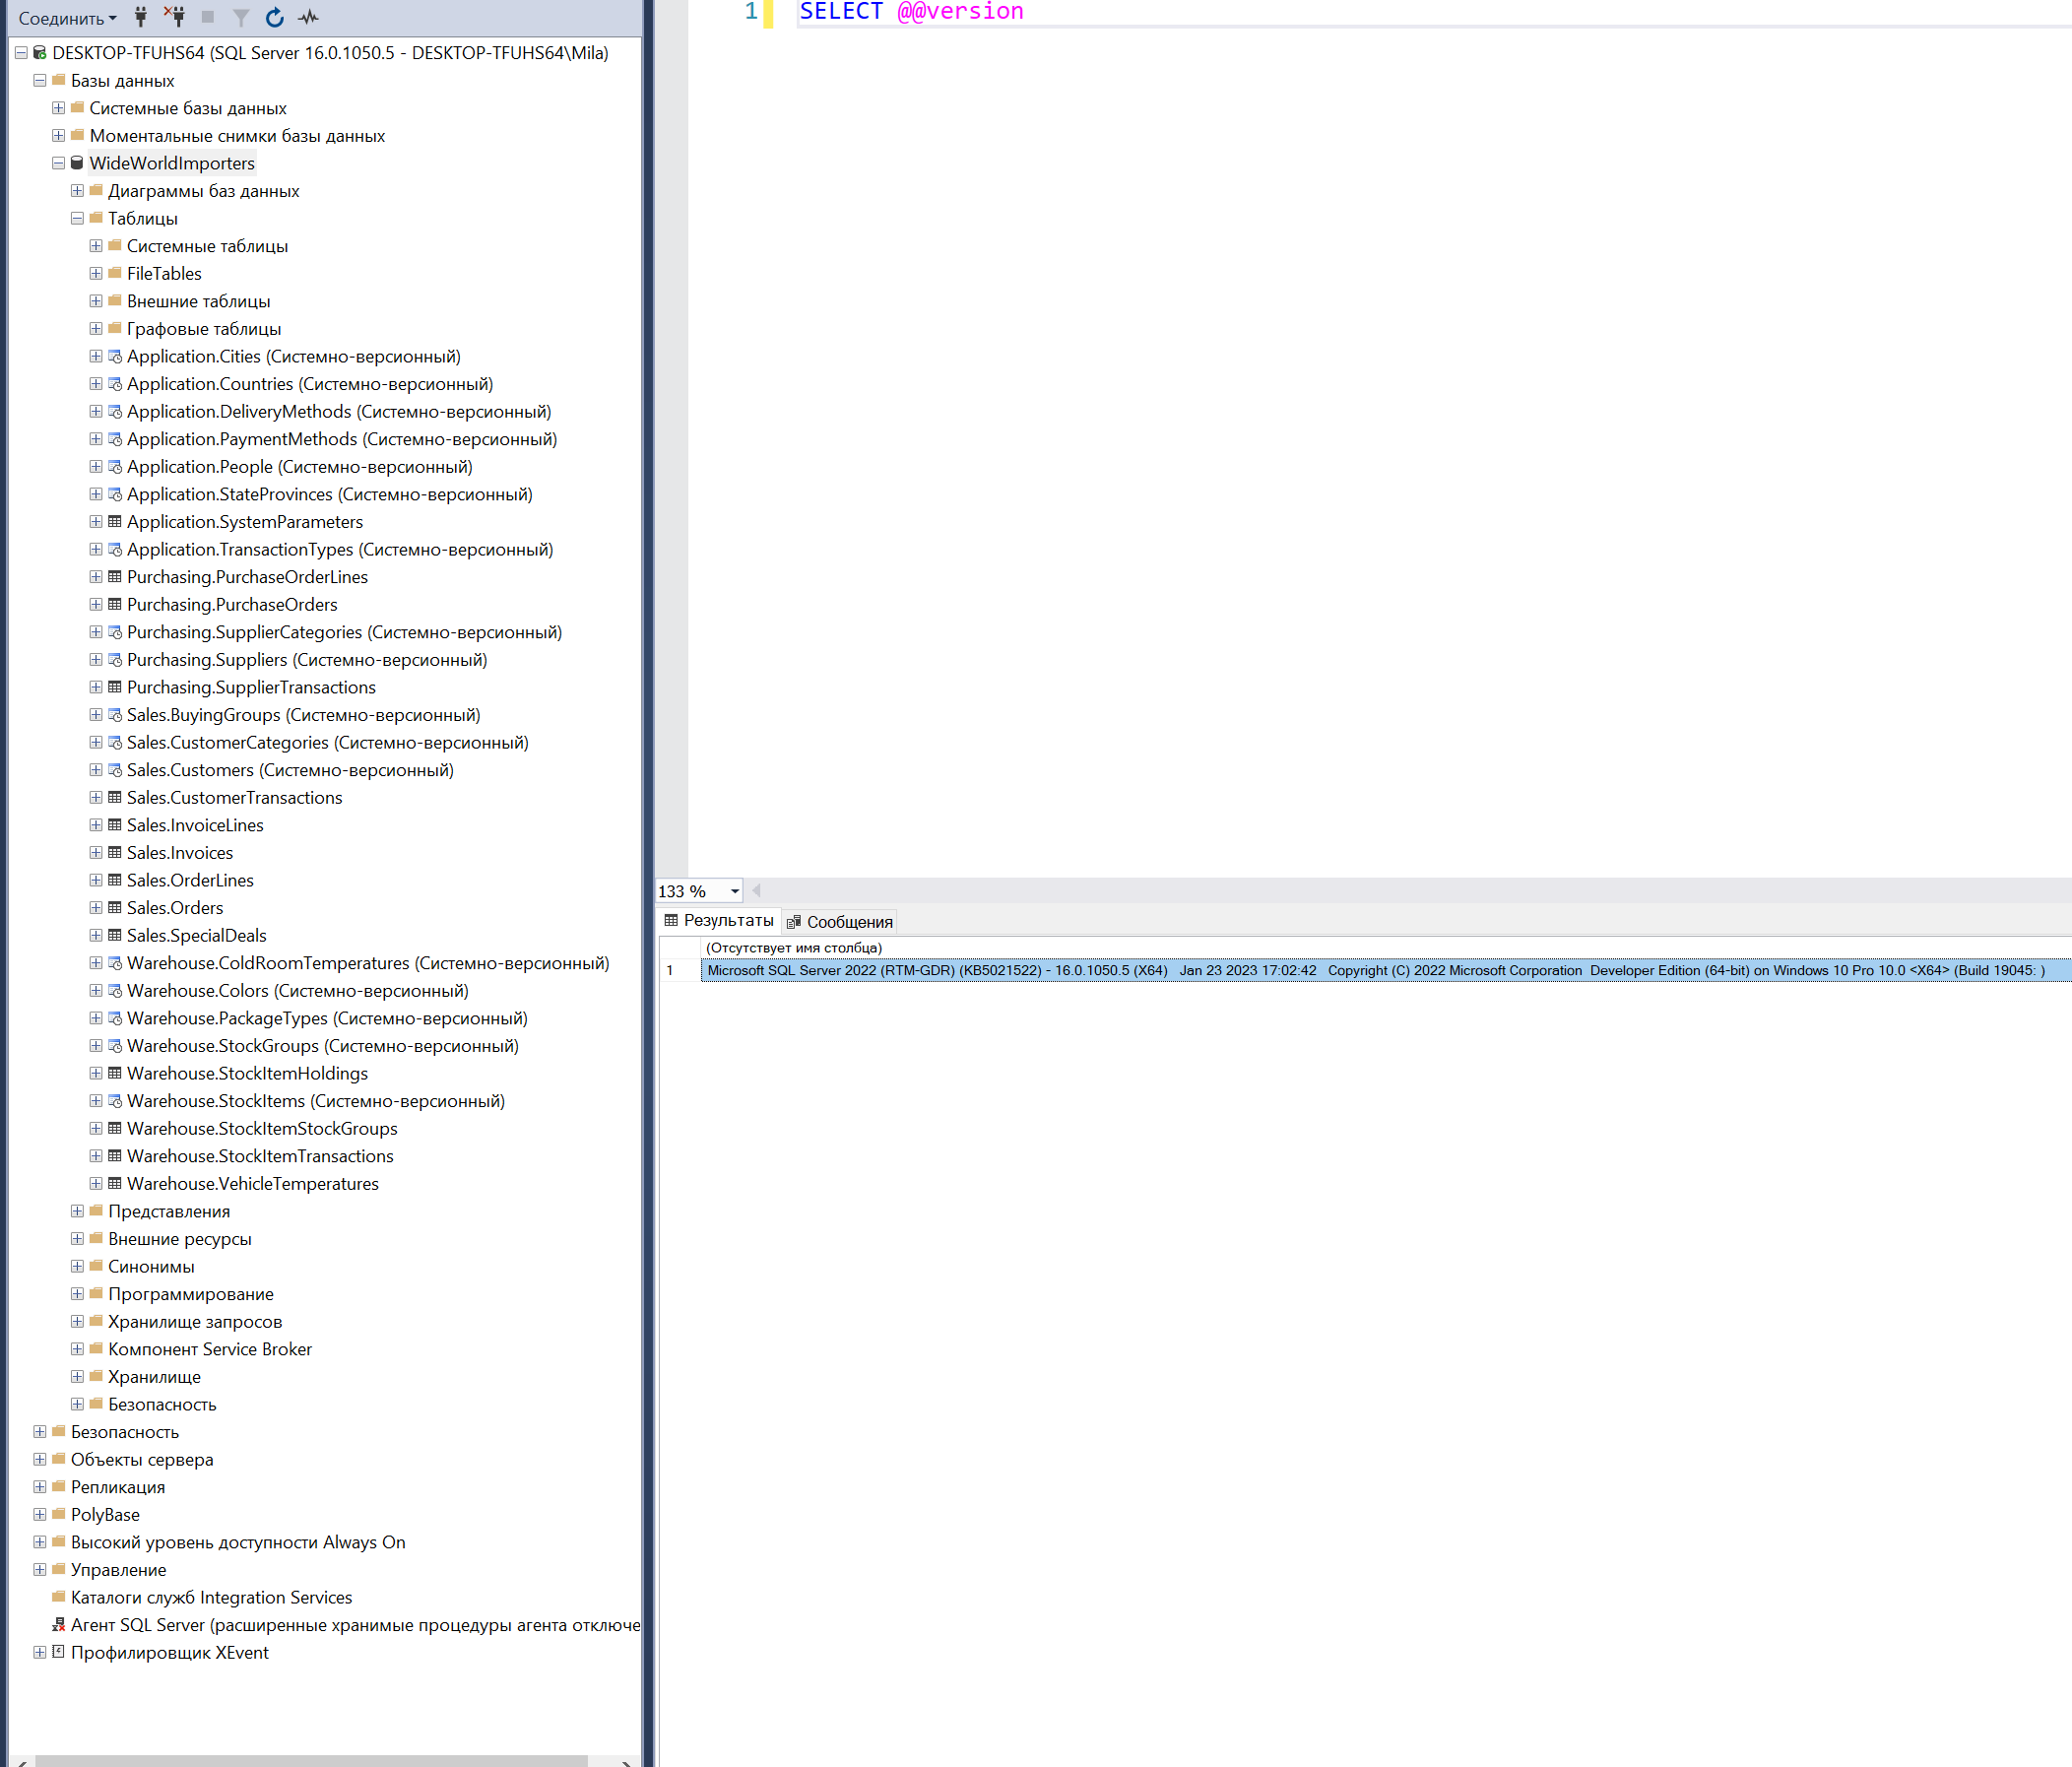 Соединить
DESKTOP-TFUHS64 (SQL Server 16.0.1050.5 - DESKTOP-TFUHS64\Mila)
Базы данных
Системные базы данных
Моментальные снимки базы данных
WideWorldImporters
Диаграммы баз данных
Таблицы
Системные таблицы
FileTables
Внешние таблицы
Графовые таблицы
Application.Cities (Системно-версионный)
Application.Countries (Системно-версионный)
Application.DeliveryMethods (Системно-версионный)
Application.PaymentMethods (Системно-версионный)
Application.People (Системно-версионный)
Application.StateProvinces (Системно-версионный)
Application.SystemParameters
Application.TransactionTypes (Системно-версионный)
Purchasing.PurchaseOrderLines
Purchasing.PurchaseOrders
Purchasing.SupplierCategories (Системно-версионный)
Purchasing.Suppliers (Системно-версионный)
Purchasing.SupplierTransactions
Sales.BuyingGroups (Системно-версионный)
Sales.CustomerCategories (Системно-версионный)
Sales.Customers (Системно-версионный)
Sales.CustomerTransactions
Sales.InvoiceLines
Sales.Invoices
Sales.OrderLines
Sales.Orders
Sales.SpecialDeals
Warehouse.ColdRoomTemperatures (Системно-версионный)
Warehouse.Colors (Системно-версионный)
Warehouse.PackageTypes (Системно-версионный)
Warehouse.StockGroups (Системно-версионный)
Warehouse.StockItemHoldings
Warehouse.StockItems (Системно-версионный)
Warehouse.StockItemStockGroups
Warehouse.StockItemTransactions
Warehouse.VehicleTemperatures
Представления
Внешние ресурсы
Синонимы
Программирование
Хранилище запросов
Компонент Service Broker
Хранилище
Безопасность
Безопасность
Объекты сервера
Репликация
PolyBase
Высокий уровень доступности Always On
Управление
Каталоги служб Integration Services
Агент SQL Server (расширенные хранимые процедуры агента отключе
Профилировщик XEvent
1 SELECT @@version
133 %
Результаты Сообщения
(Отсутствует имя столбца)
1 Microsoft SQL Server 2022 (RTM-GDR) (KB5021522) - 16.0.1050.5 (X64) Jan 23 2023 17:02:42 Copyright (C) 2022 Microsoft Corporation Developer Edition (64-bit) on Windows 10 Pro 10.0 <X64> (Build 19045: )